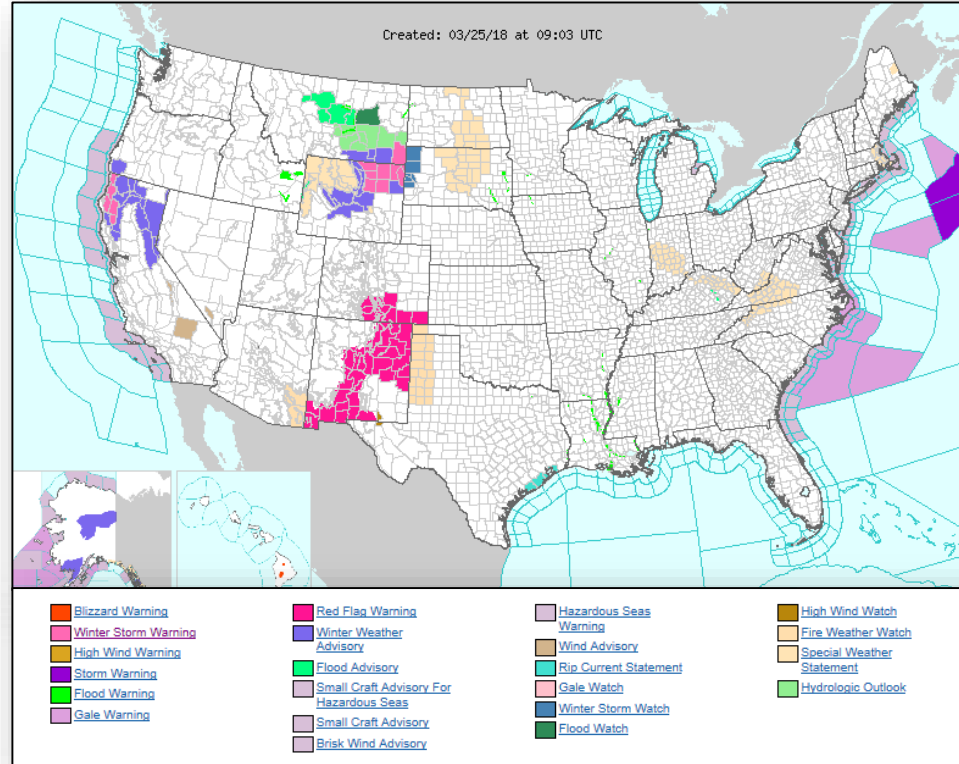 Created: 03/25/18 at 09:03 UTC
Blizzard Warning
Winter Storm Warning
High Wind Warning
Storm Warning
Flood Warning
Gale Warning
Red Flag Warning
Winter Weather
Advisory
Flood Advisory
Small Craft Advisory For
Hazardous Seas
Small Craft Advisory
Brisk Wind Advisory
Hazardous Seas
Warning
Wind Advisory
Rip Current Statement
Gale Watch
Winter Storm Watch
Flood Watch
High Wind Watch
Fire Weather Watch
Special Weather
Statement
Hydrologic Outlook